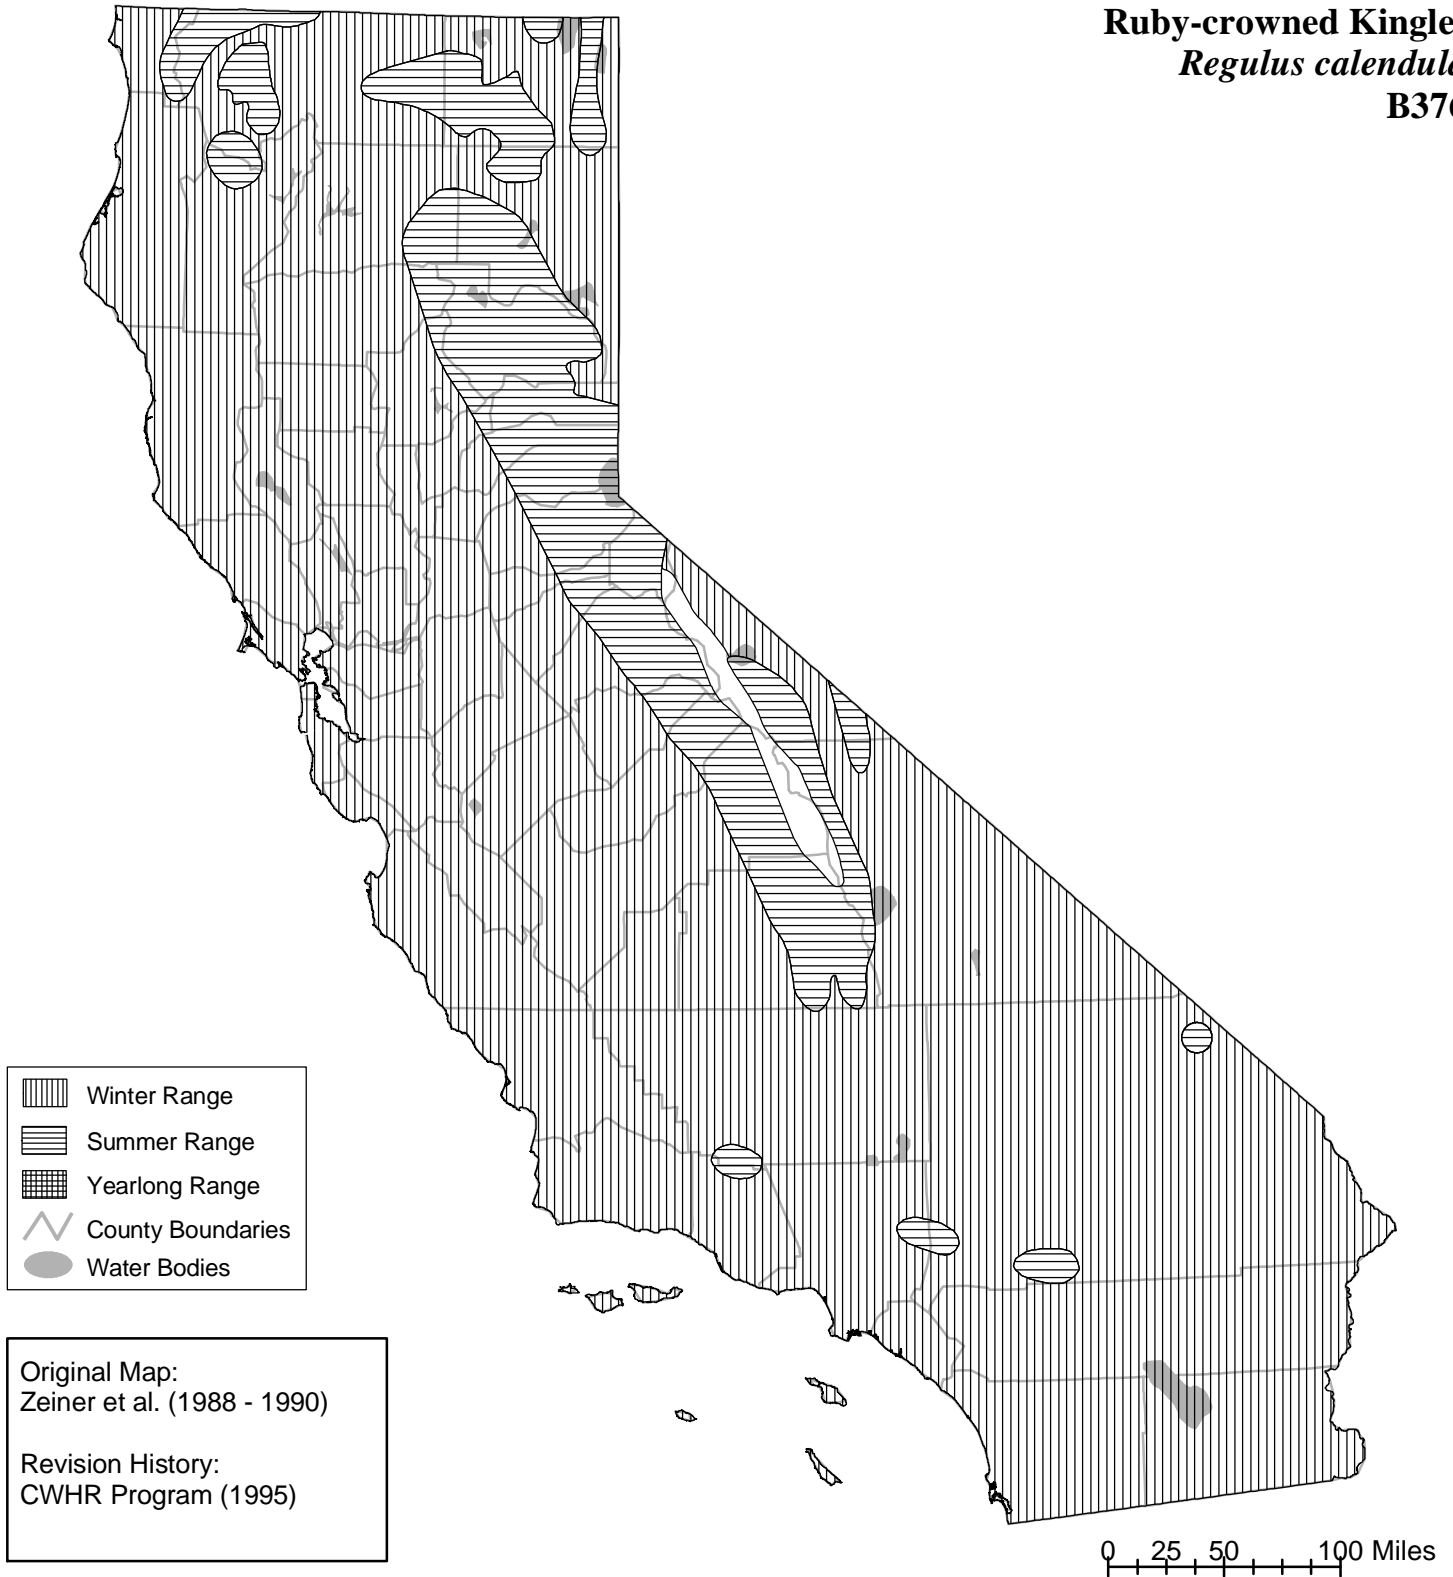 Ruby-crowned Kingle
Regulus calendula
B376
Winter Range
Summer Range
Yearlong Range
County Boundaries
Water Bodies
Original Map:
Zeiner et al. (1988 - 1990)
Revision History:
CWHR Program (1995)
0 25 50 100 Miles